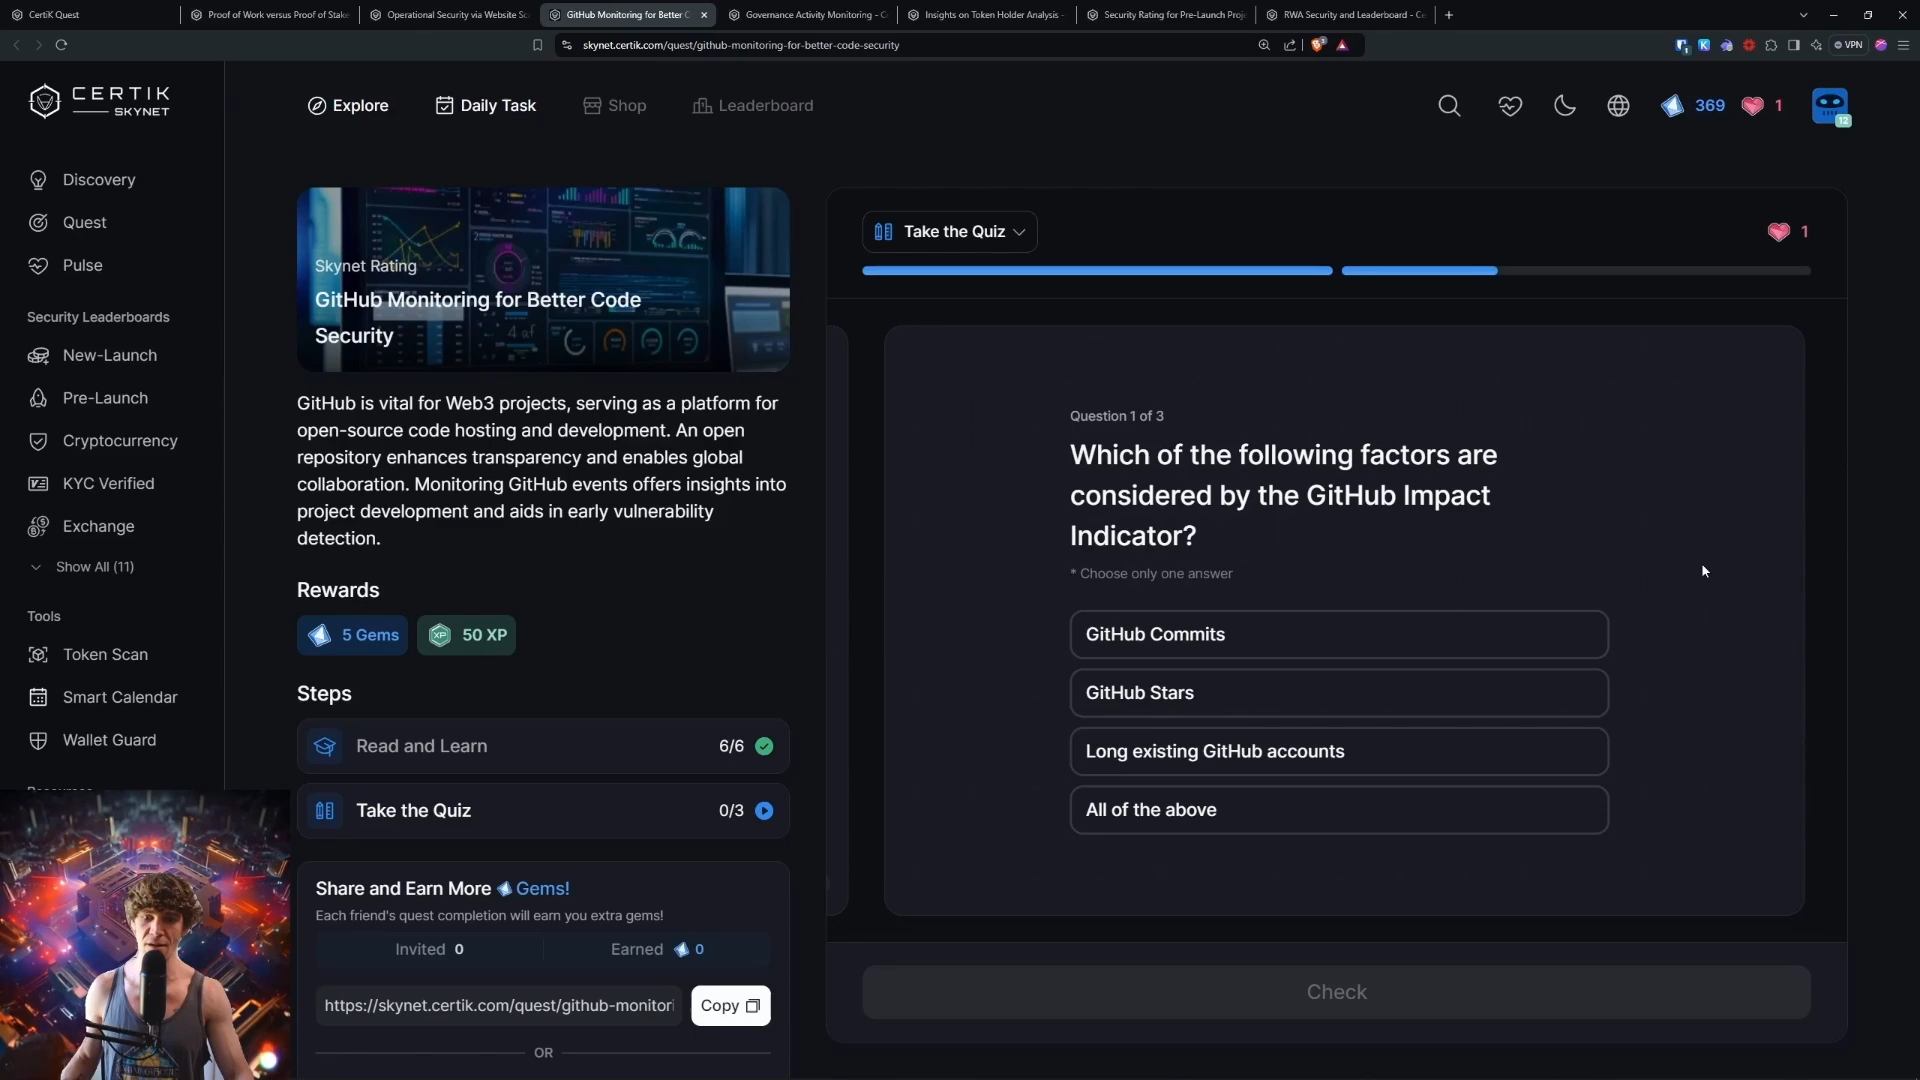 CertiK Quest
Proof of Work versus Proof of Stake
Operational Security via Website Sc
GitHub Monitoring for Better C
Governance Activity Monitoring - C
Insights on Token Holder Analysis -
Security Rating for Pre-Launch Proj
RWA Security and Leaderboard - Ce
skynet.certik.com/quest/github-monitoring-for-better-code-security
VPN
CERTIK
SKYNET
Explore
Daily Task
Shop
Leaderboard
369
1
12
Discovery
Quest
Pulse
Security Leaderboards
New-Launch
Pre-Launch
Cryptocurrency
KYC Verified
Exchange
Show All (11)
Tools
Token Scan
Smart Calendar
Wallet Guard
Skynet Rating
GitHub Monitoring for Better Code
Security
GitHub is vital for Web3 projects, serving as a platform for
open-source code hosting and development. An open
repository enhances transparency and enables global
collaboration. Monitoring GitHub events offers insights into
project development and aids in early vulnerability
detection.
Rewards
5 Gems
XP 50 XP
Steps
Read and Learn 6/6
Take the Quiz 0/3
Share and Earn More Gems!
Each friend's quest completion will earn you extra gems!
Invited 0
Earned 0
https://skynet.certik.com/quest/github-monitori
Copy
OR
Take the Quiz
1
Question 1 of 3
Which of the following factors are
considered by the GitHub Impact
Indicator?
* Choose only one answer
GitHub Commits
GitHub Stars
Long existing GitHub accounts
All of the above
Check